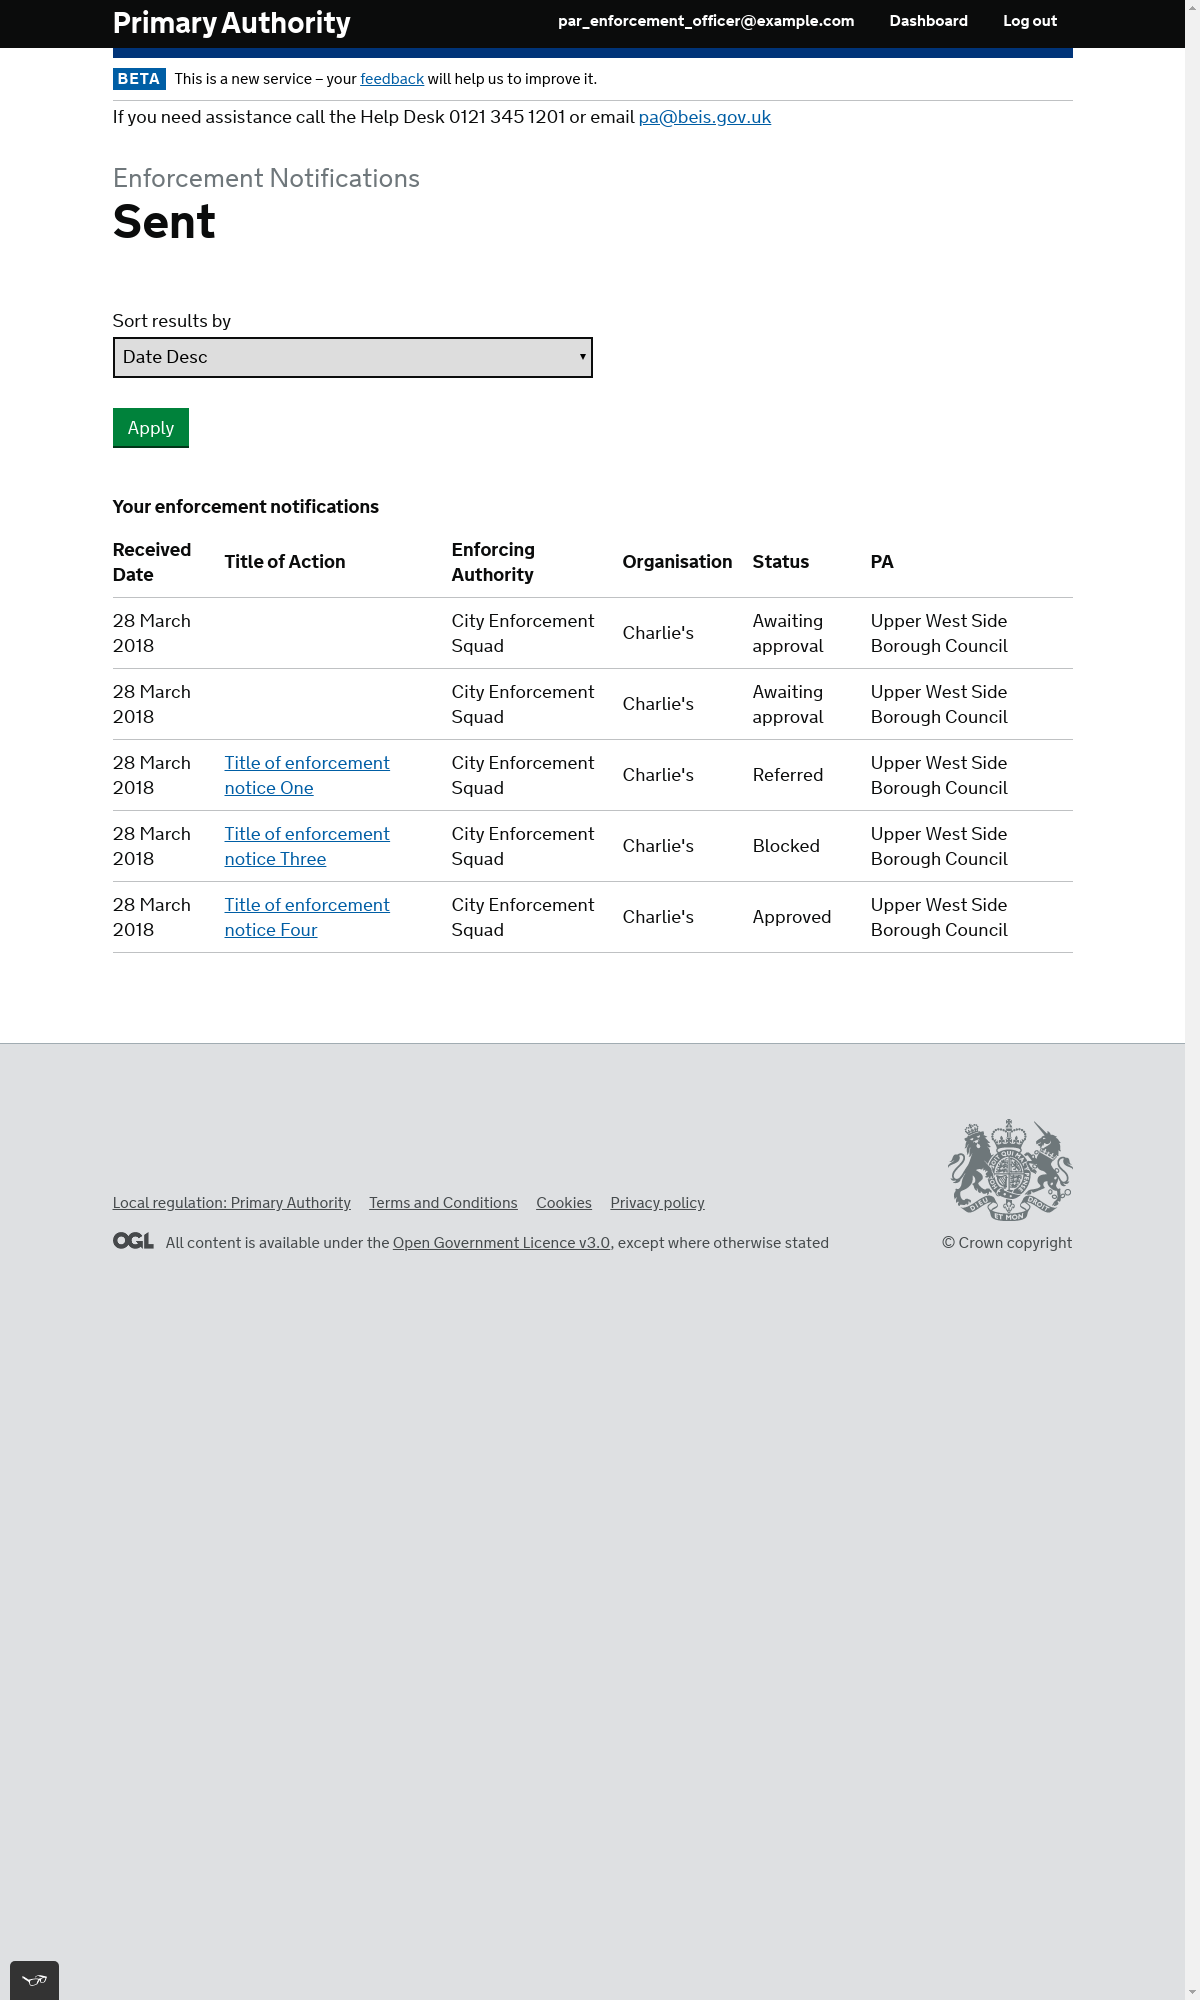 Primary Authority par_enforcement_officer@example.com Dashboard Log out
BETA This is a new service – your feedback will help us to improve it.
If you need assistance call the Help Desk 0121 345 1201 or email pa@beis.gov.uk
Enforcement Notifications
Sent
Sort results by
Date Desc
Apply
Your enforcement notifications
Received Date Title of Action Enforcing Authority Organisation Status PA
28 March 2018 City Enforcement Squad Charlie's Awaiting approval Upper West Side Borough Council
28 March 2018 City Enforcement Squad Charlie's Awaiting approval Upper West Side Borough Council
28 March 2018 Title of enforcement notice One City Enforcement Squad Charlie's Referred Upper West Side Borough Council
28 March 2018 Title of enforcement notice Three City Enforcement Squad Charlie's Blocked Upper West Side Borough Council
28 March 2018 Title of enforcement notice Four City Enforcement Squad Charlie's Approved Upper West Side Borough Council
Local regulation: Primary Authority Terms and Conditions Cookies Privacy policy
OGL All content is available under the Open Government Licence v3.0, except where otherwise stated
DIEU ET MON DROIT
© Crown copyright